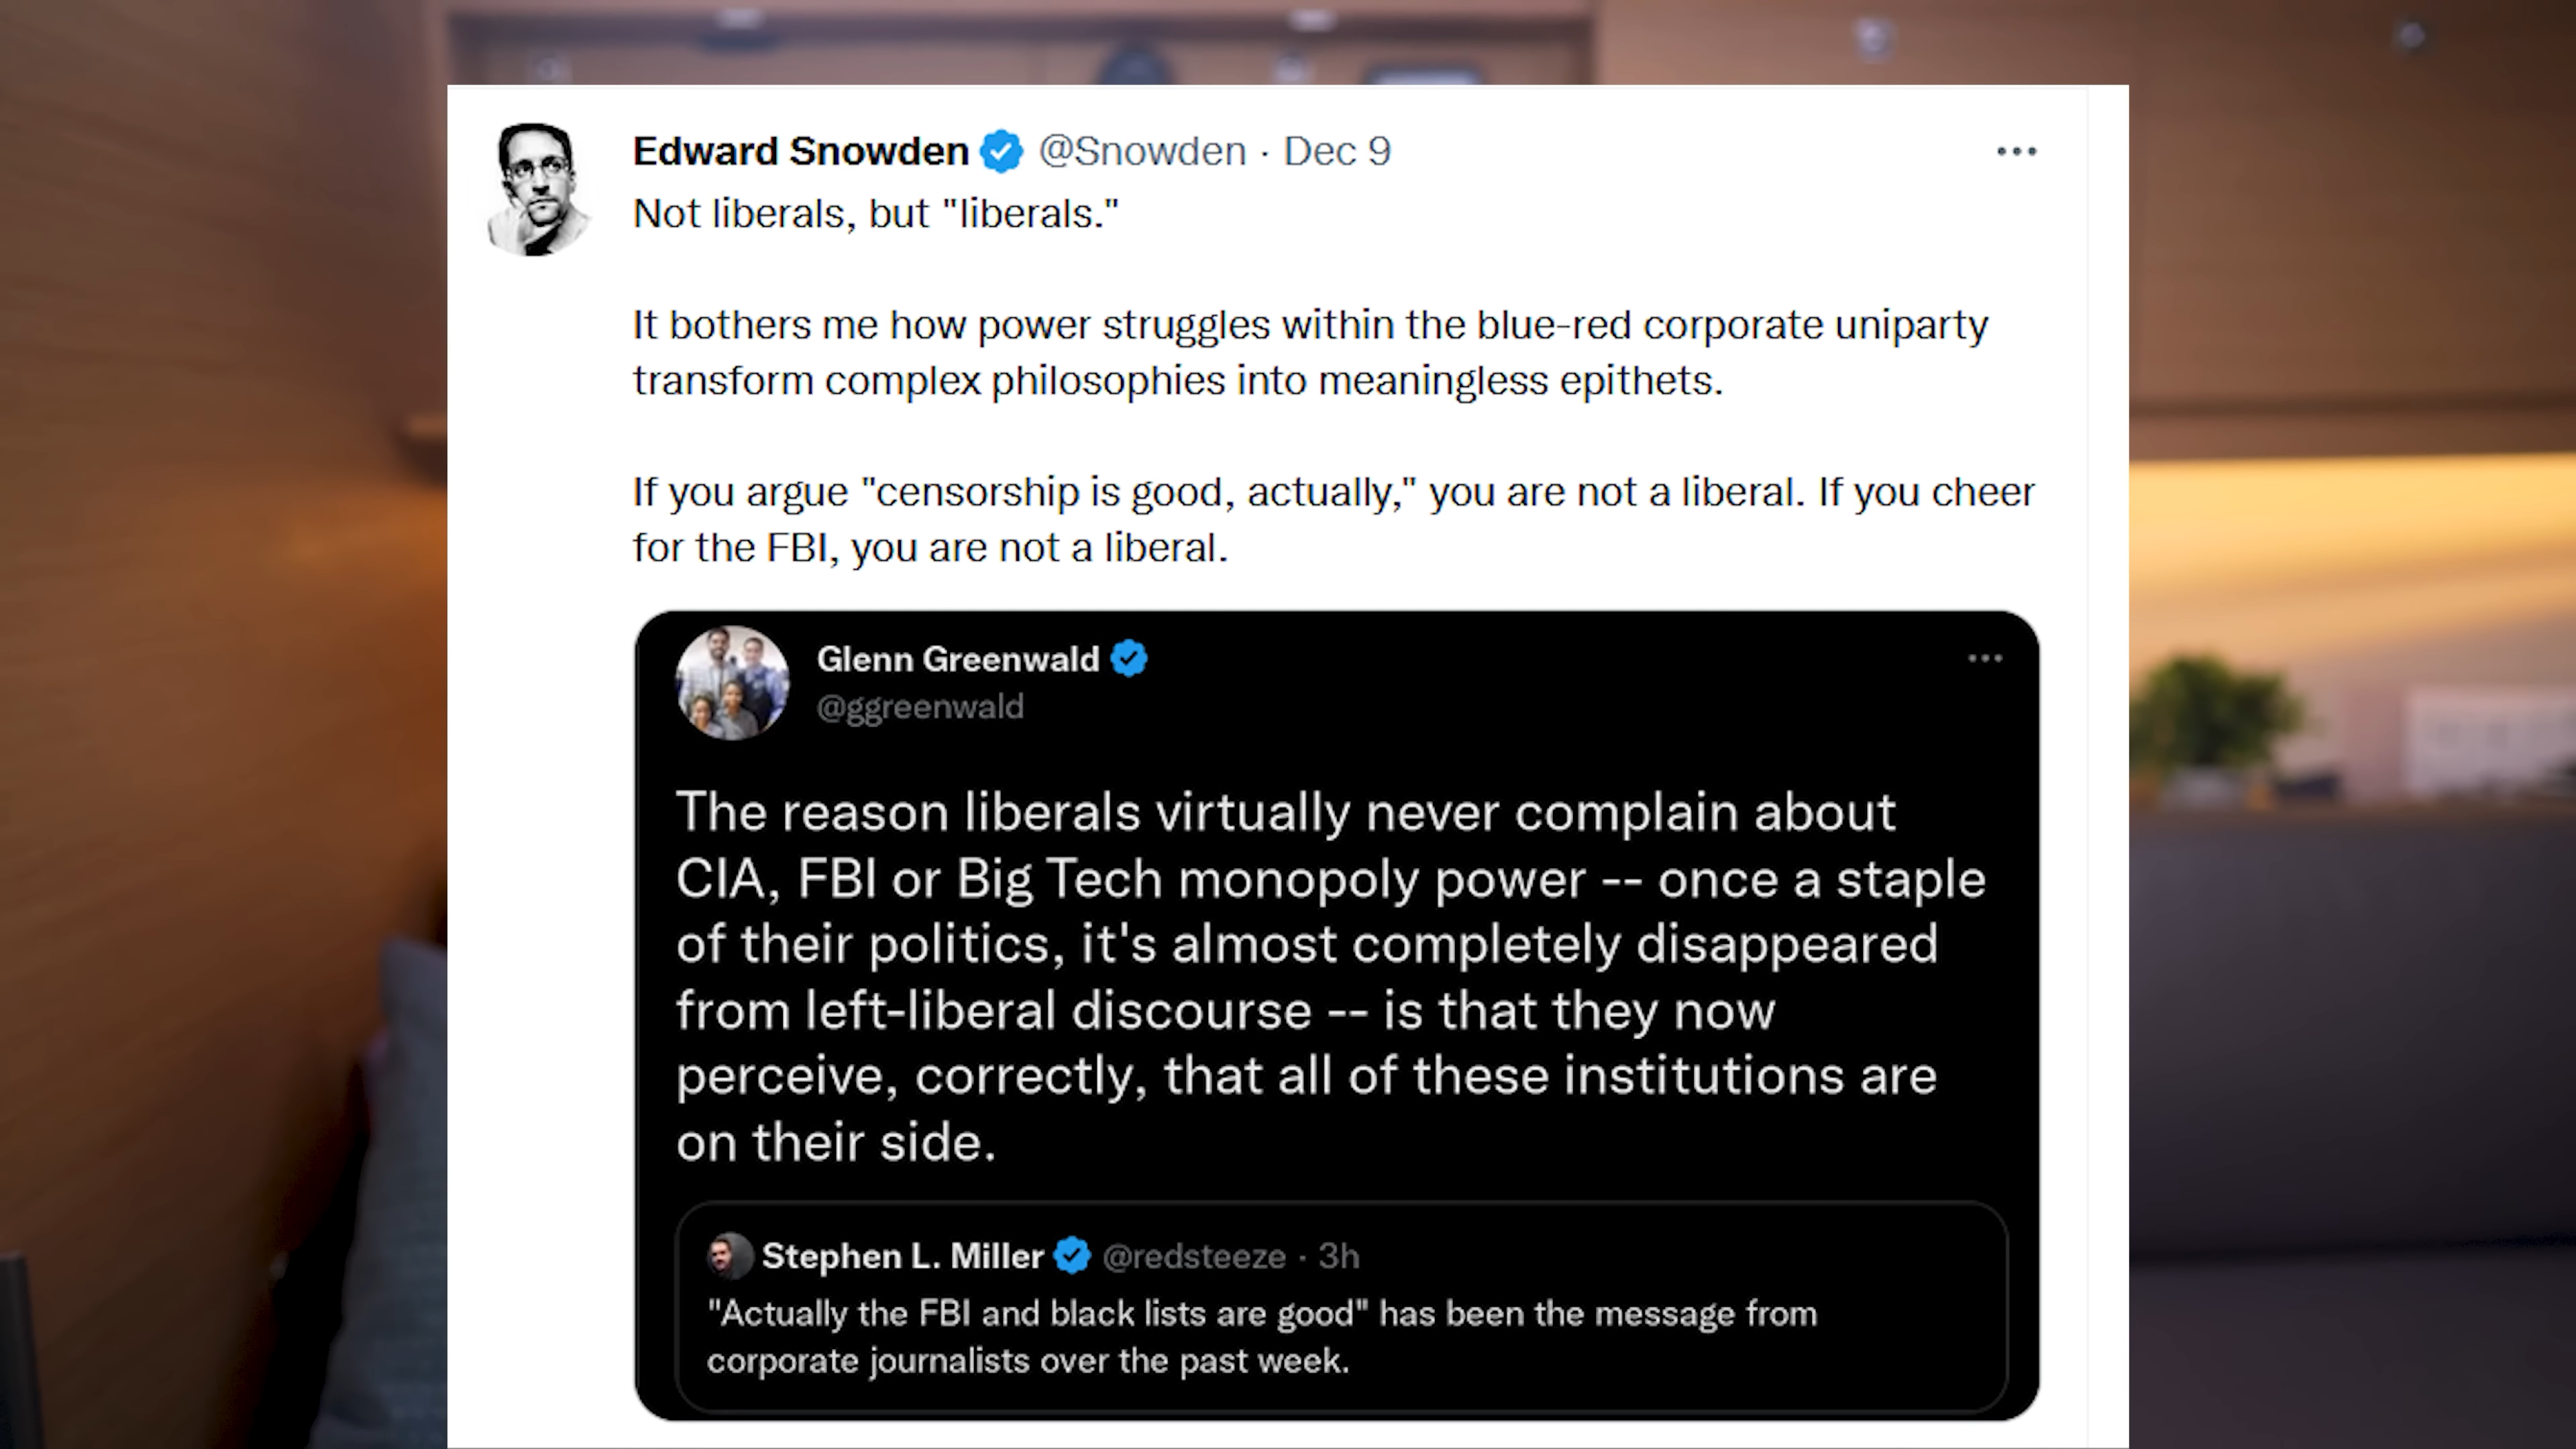 Edward Snowden @Snowden · Dec 9
Not liberals, but "liberals."
It bothers me how power struggles within the blue-red corporate uniparty
transform complex philosophies into meaningless epithets.
If you argue "censorship is good, actually," you are not a liberal. If you cheer
for the FBI, you are not a liberal.
Glenn Greenwald
@ggreenwald
The reason liberals virtually never complain about
CIA, FBI or Big Tech monopoly power -- once a staple
of their politics, it's almost completely disappeared
from left-liberal discourse -- is that they now
perceive, correctly, that all of these institutions are
on their side.
Stephen L. Miller @redsteeze · 3h
"Actually the FBI and black lists are good" has been the message from
corporate journalists over the past week.